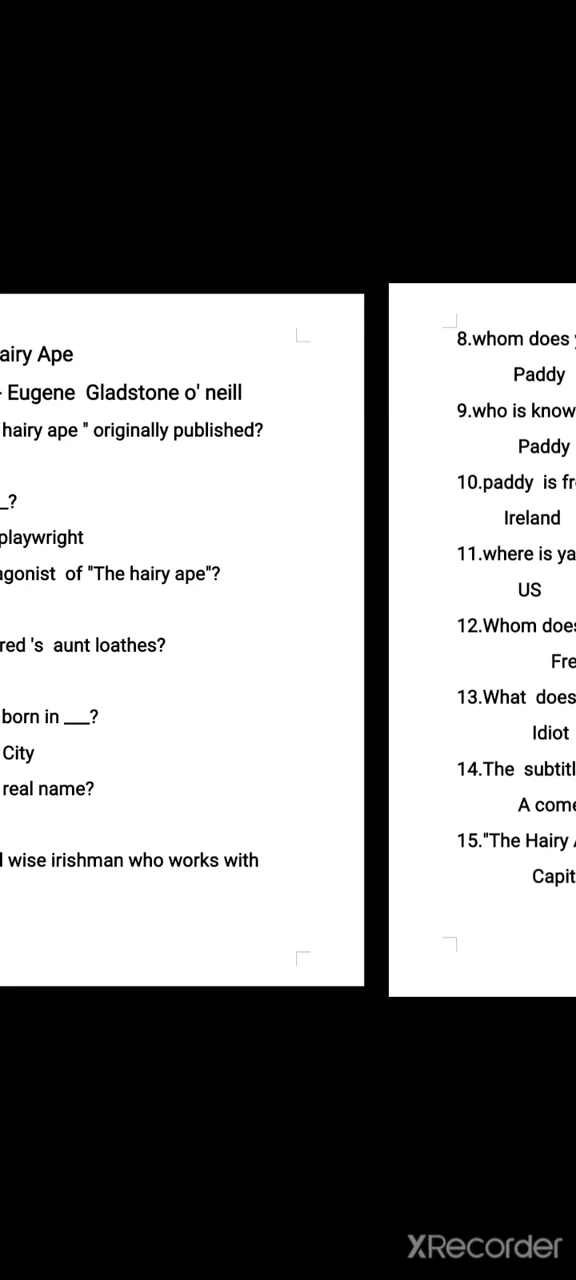 airy Ape
- Eugene Gladstone o' neill
hairy ape " originally published?
_?
playwright
agonist of "The hairy ape"?
red 's aunt loathes?
born in ___?
City
real name?
l wise irishman who works with
8.whom does
Paddy
9.who is know
Paddy
10.paddy is fr
Ireland
11.where is ya
US
12.Whom does
Fre
13.What does
Idiot
14.The subtitl
A come
15."The Hairy
Capit
XRecorder